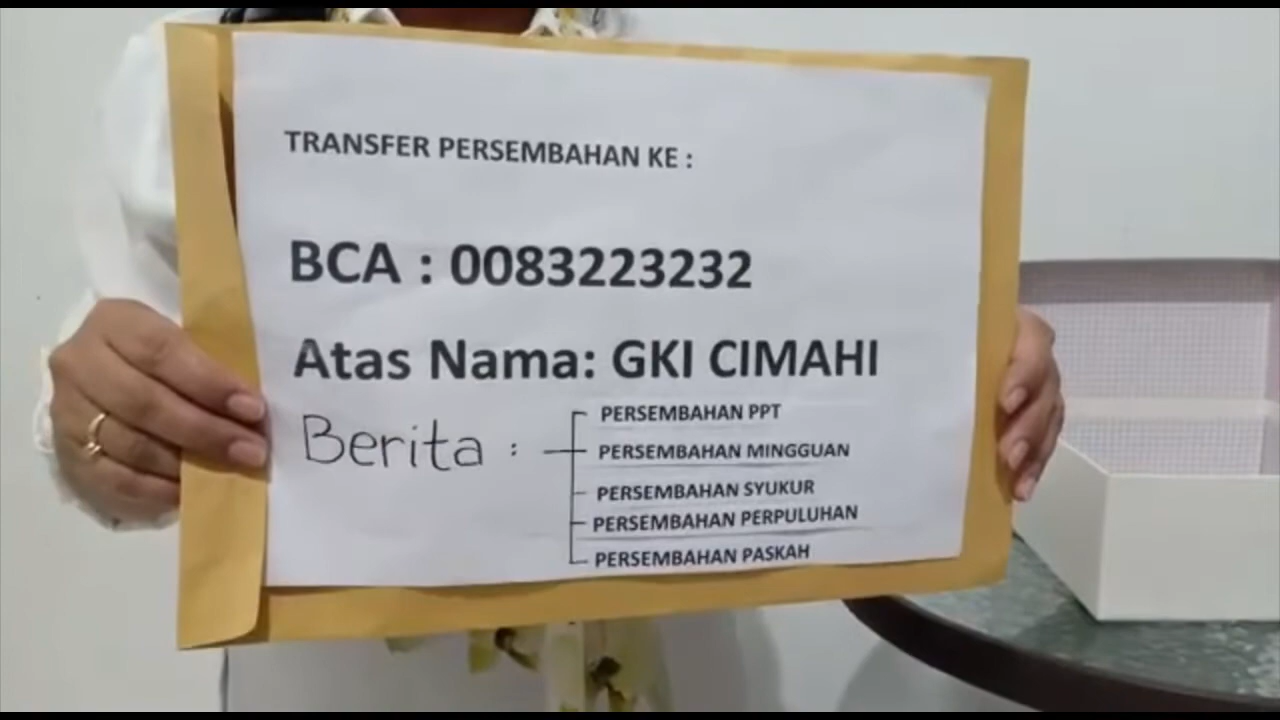 TRANSFER PERSEMBAHAN KE :
BCA : 0083223232
Atas Nama: GKI CIMAHI
Berita :
PERSEMBAHAN PPT
PERSEMBAHAN MINGGUAN
PERSEMBAHAN SYUKUR
PERSEMBAHAN PERPULUHAN
PERSEMBAHAN PASKAH